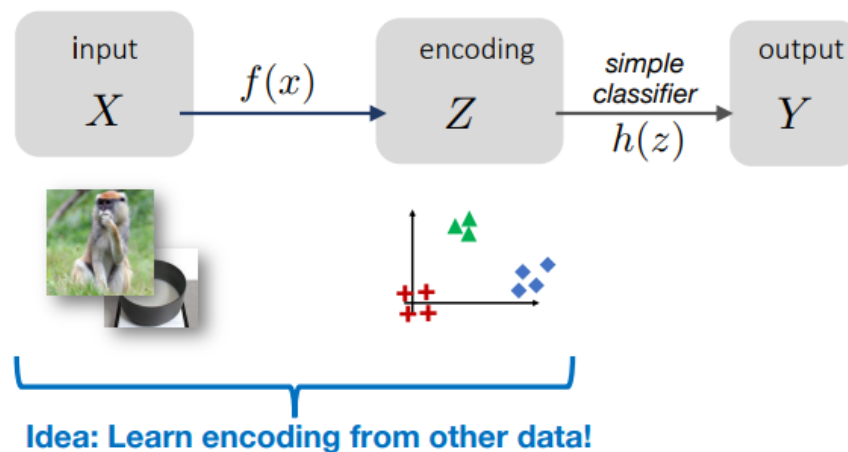 input
X
f(x)
encoding
Z
simple
classifier
h(z)
output
Y
Idea: Learn encoding from other data!